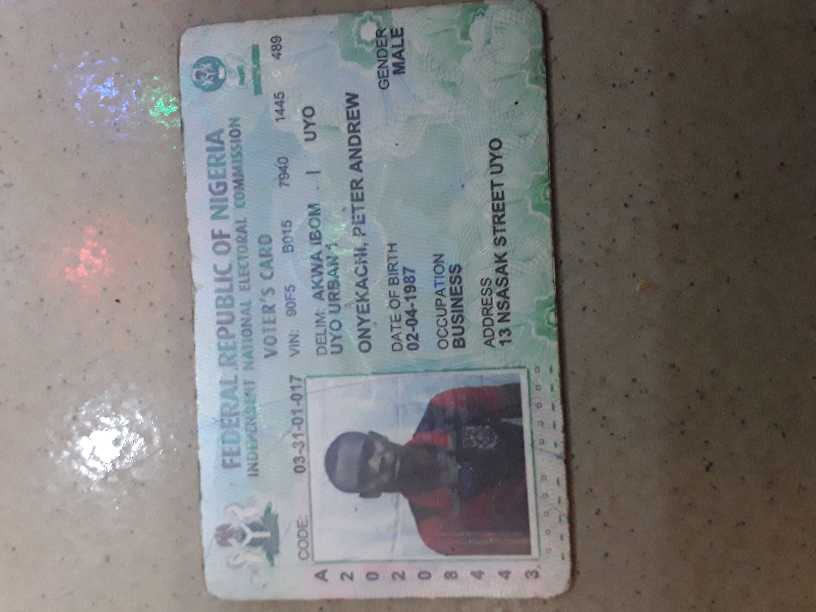 FEDERAL REPUBLIC OF NIGERIA
INDEPENDENT NATIONAL ELECTORAL COMMISSION
VOTER'S CARD
CODE: 03-31-01-017
VIN: 90F5 B015 7940 1445 489
DELIM: AKWA IBOM | UYO
UYO URBAN 1
ONYEKACHI, PETER ANDREW
DATE OF BIRTH
02-04-1987
GENDER
MALE
OCCUPATION
BUSINESS
ADDRESS
13 NSASAK STREET UYO
A
2
0
2
0
8
4
4
3